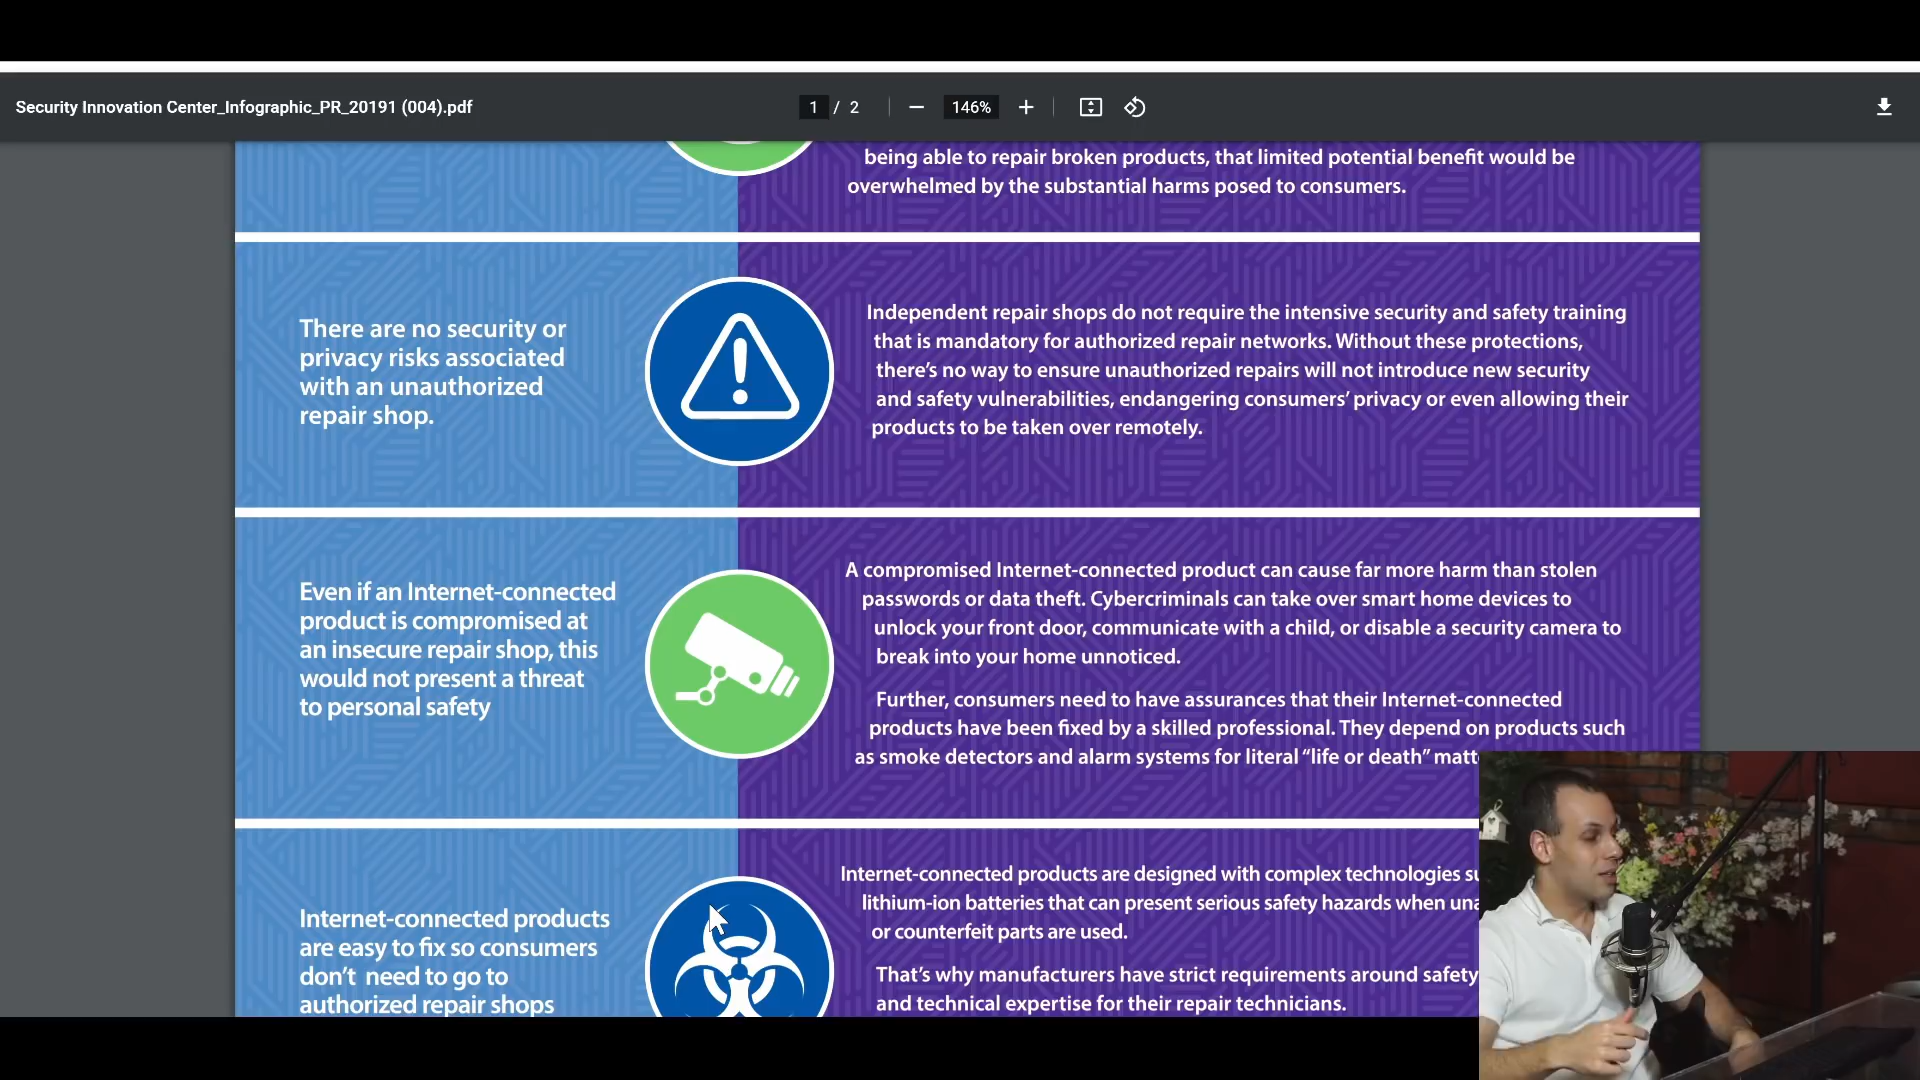 Security Innovation Center_Infographic_PR_20191 (004).pdf
1 / 2
146%
being able to repair broken products, that limited potential benefit would be
overwhelmed by the substantial harms posed to consumers.
There are no security or
privacy risks associated
with an unauthorized
repair shop.
Independent repair shops do not require the intensive security and safety training
that is mandatory for authorized repair networks. Without these protections,
there's no way to ensure unauthorized repairs will not introduce new security
and safety vulnerabilities, endangering consumers' privacy or even allowing their
products to be taken over remotely.
Even if an Internet-connected
product is compromised at
an insecure repair shop, this
would not present a threat
to personal safety
A compromised Internet-connected product can cause far more harm than stolen
passwords or data theft. Cybercriminals can take over smart home devices to
unlock your front door, communicate with a child, or disable a security camera to
break into your home unnoticed.
Further, consumers need to have assurances that their Internet-connected
products have been fixed by a skilled professional. They depend on products such
as smoke detectors and alarm systems for literal “life or death”
Internet-connected products
are easy to fix so consumers
don't need to go to
authorized repair shops
Internet-connected products are designed with complex technologies
lithium-ion batteries that can present serious safety hazards when
or counterfeit parts are used.
That's why manufacturers have strict requirements around safety
and technical expertise for their repair technicians.